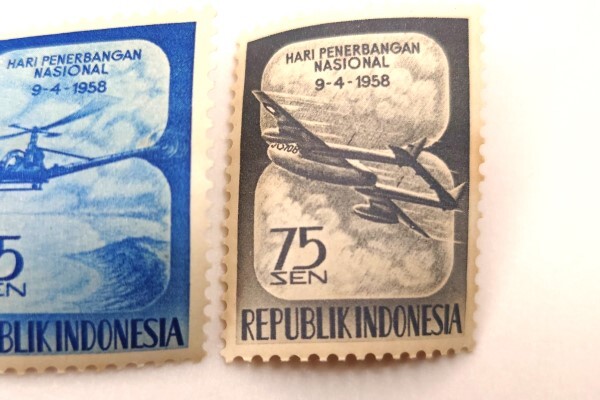 HARI PENERBANGAN
NASIONAL
9-4-1958
5
EN
BLIK INDONESIA
HARI PENERBANGAN
NASIONAL
9-4-1958
75
SEN
REPUBLIK INDONESIA